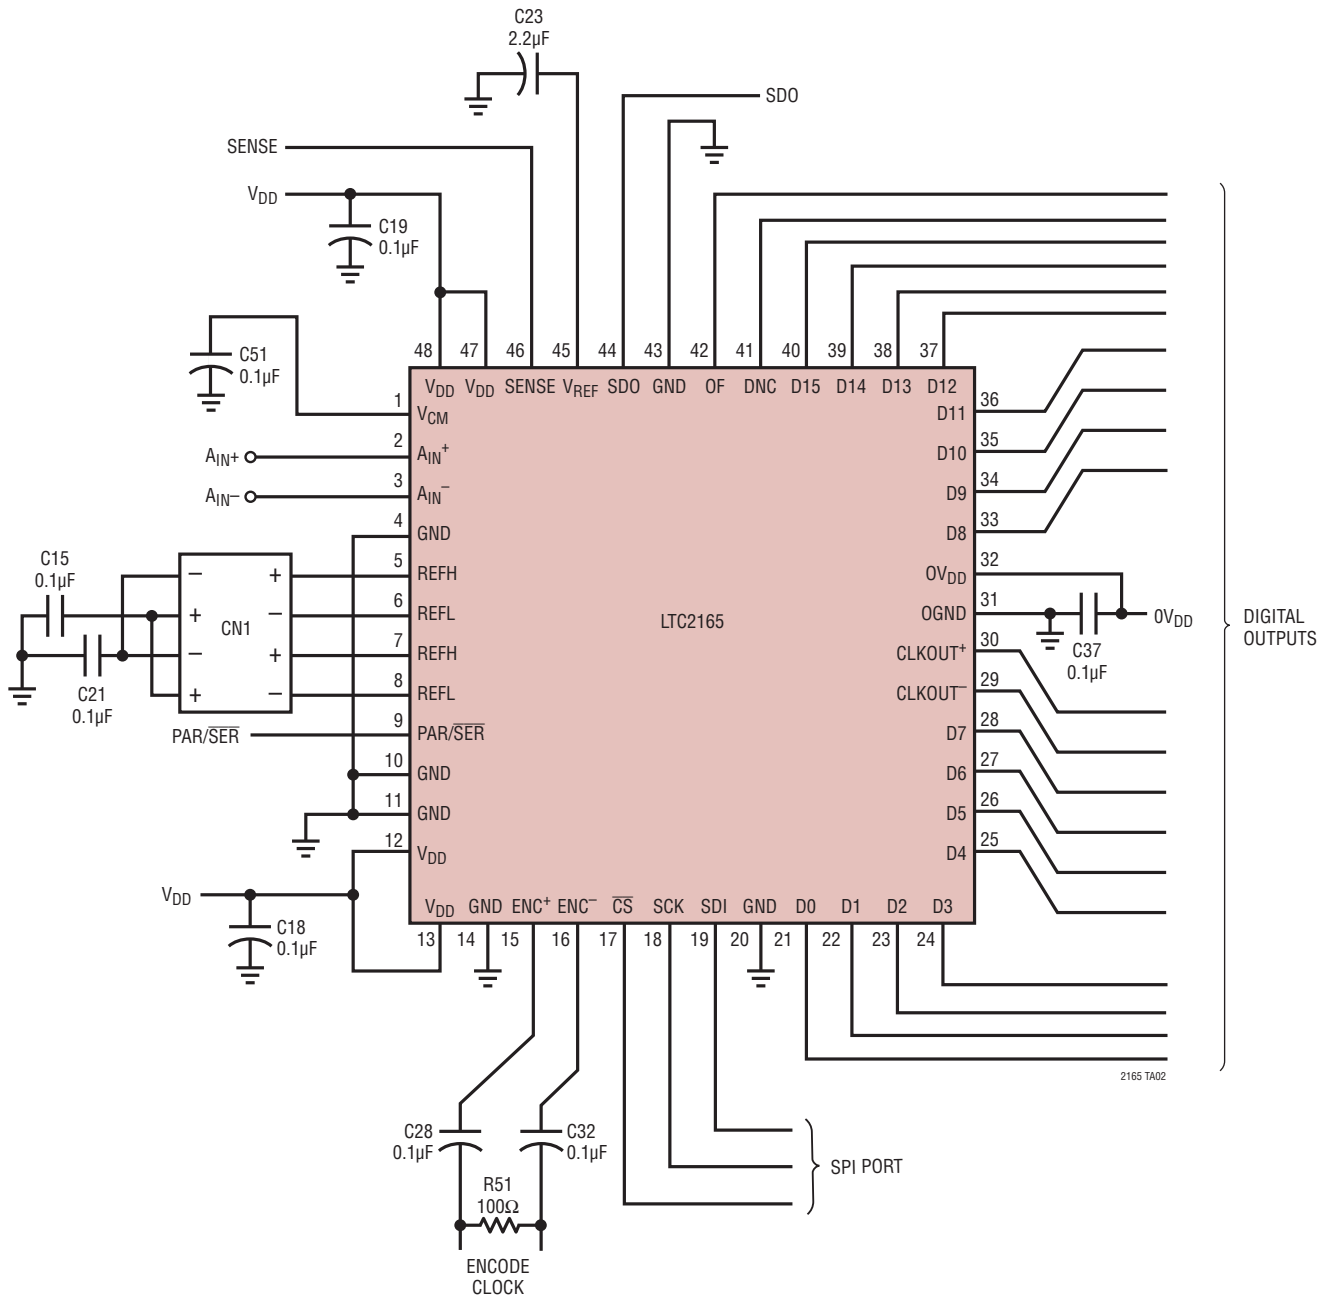 C23
2.2µF
SDO
SENSE
VDD
C19
0.1µF
C51
0.1µF
48 47 46 45 44 43 42 41 40 39 38 37
VDD VDD SENSE VREF SDO GND OF DNC D15 D14 D13 D12
1 VCM
AIN+ 2 AIN+
AIN– 3 AIN–
4 GND
5 REFH
6 REFL
7 REFH
8 REFL
PAR/SER 9 PAR/SER
10 GND
11 GND
12 VDD
C15
0.1µF
– +
+ –
CN1
– +
+ –
C21
0.1µF
LTC2165
D11 36
D10 35
D9 34
D8 33
OVDD 32
OGND 31
CLKOUT+ 30
CLKOUT– 29
D7 28
D6 27
D5 26
D4 25
0VDD
C37
0.1µF
DIGITAL
OUTPUTS
VDD
C18
0.1µF
VDD GND ENC+ ENC– CS SCK SDI GND D0 D1 D2 D3
13 14 15 16 17 18 19 20 21 22 23 24
2165 TA02
C28
0.1µF
C32
0.1µF
R51
100Ω
SPI PORT
ENCODE
CLOCK